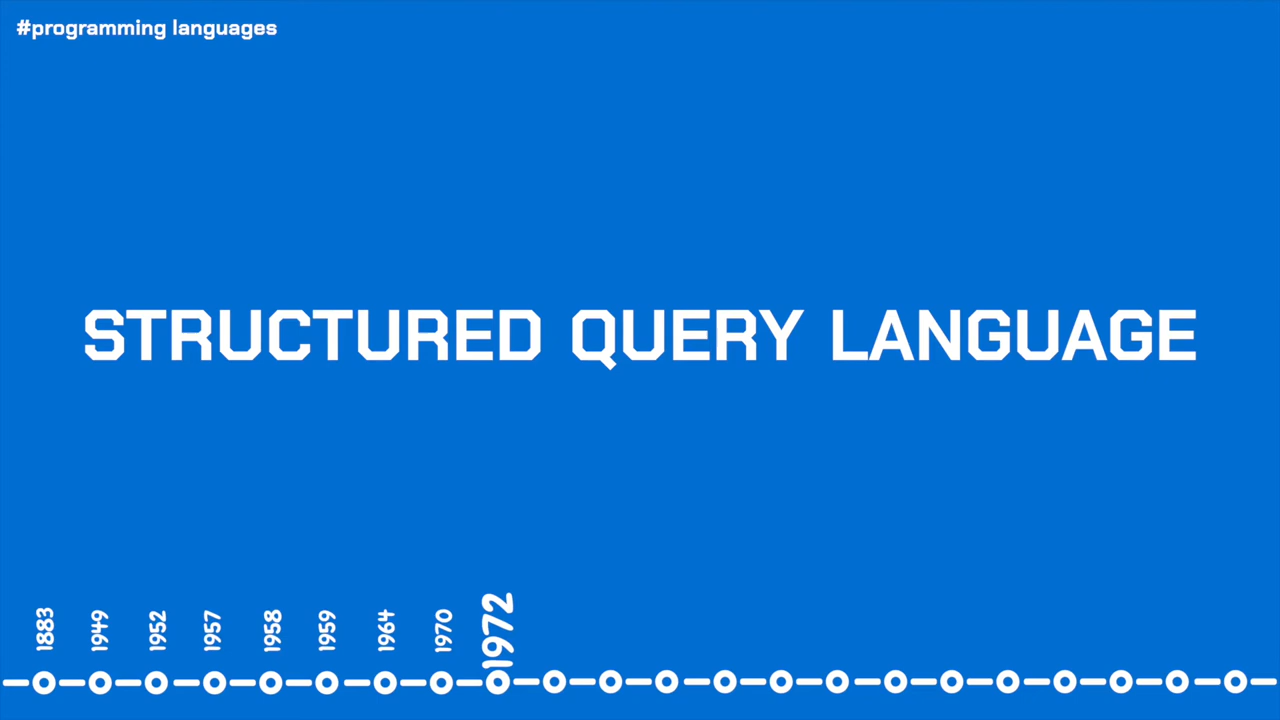 #programming languages
STRUCTURED QUERY LANGUAGE
1883 1949 1952 1957 1958 1959 1964 1970 1972